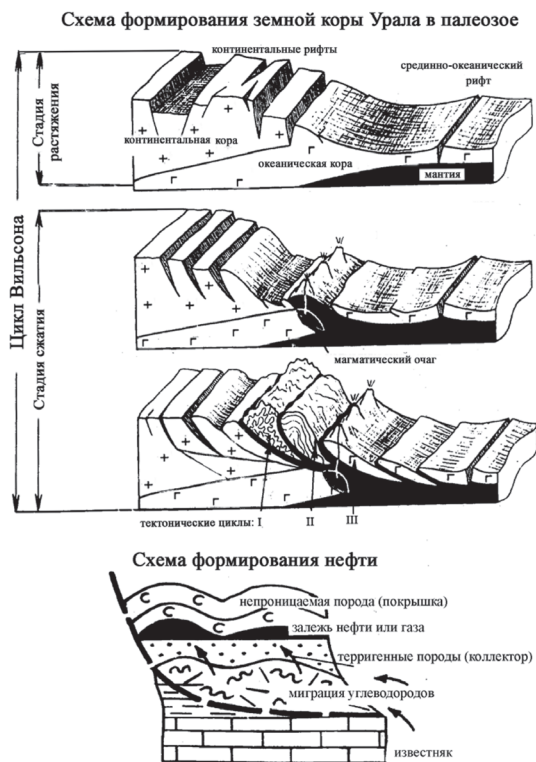 Схема формирования земной коры Урала в палеозое
континентальные рифты
срединно-океанический
рифт
континентальная кора
океаническая кора
мантия
Стадия
растяжения
Цикл Вильсона
Стадия сжатия
магматический очаг
тектонические циклы: I II III
Схема формирования нефти
непроницаемая порода (покрышка)
залежь нефти или газа
терригенные породы (коллектор)
миграция углеводородов
известняк